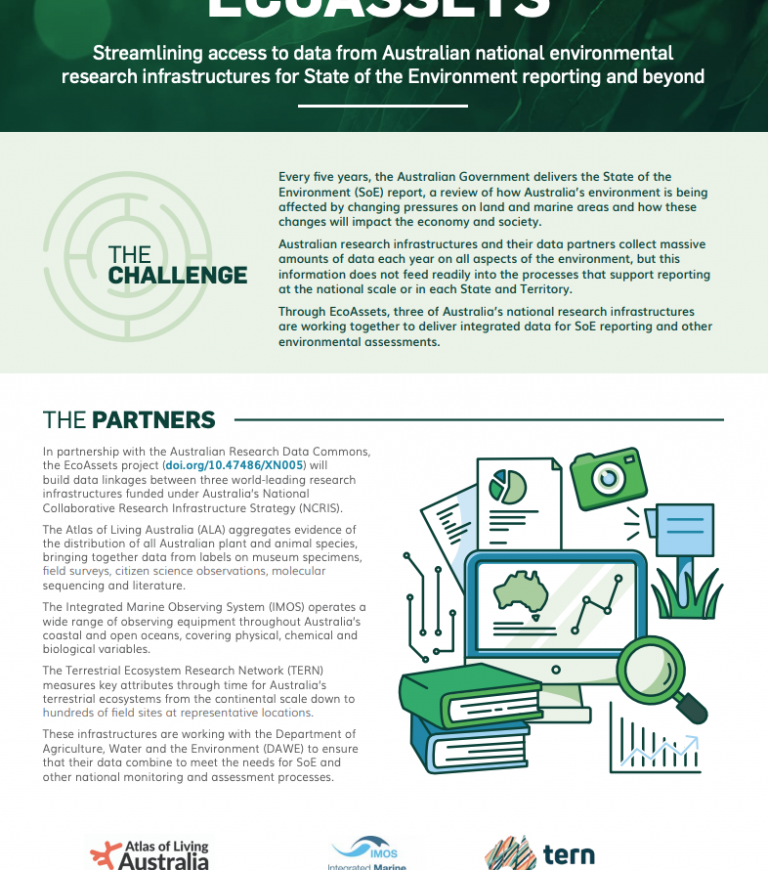 ECOASSETS
Streamlining access to data from Australian national environmental
research infrastructures for State of the Environment reporting and beyond
THE
CHALLENGE
Every five years, the Australian Government delivers the State of the
Environment (SoE) report, a review of how Australia's environment is being
affected by changing pressures on land and marine areas and how these
changes will impact the economy and society.
Australian research infrastructures and their data partners collect massive
amounts of data each year on all aspects of the environment, but this
information does not feed readily into the processes that support reporting
at the national scale or in each State and Territory.
Through EcoAssets, three of Australia's national research infrastructures
are working together to deliver integrated data for SoE reporting and other
environmental assessments.
THE PARTNERS
In partnership with the Australian Research Data Commons,
the EcoAssets project (doi.org/10.47486/XN005) will
build data linkages between three world-leading research
infrastructures funded under Australia's National
Collaborative Research Infrastructure Strategy (NCRIS).
The Atlas of Living Australia (ALA) aggregates evidence of
the distribution of all Australian plant and animal species,
bringing together data from labels on museum specimens,
field surveys, citizen science observations, molecular
sequencing and literature.
The Integrated Marine Observing System (IMOS) operates a
wide range of observing equipment throughout Australia's
coastal and open oceans, covering physical, chemical and
biological variables.
The Terrestrial Ecosystem Research Network (TERN)
measures key attributes through time for Australia's
terrestrial ecosystems from the continental scale down to
hundreds of field sites at representative locations.
These infrastructures are working with the Department of
Agriculture, Water and the Environment (DAWE) to ensure
that their data combine to meet the needs for SoE and
other national monitoring and assessment processes.
Atlas of Living
Australia
IMOS
Integrated Marine
tern